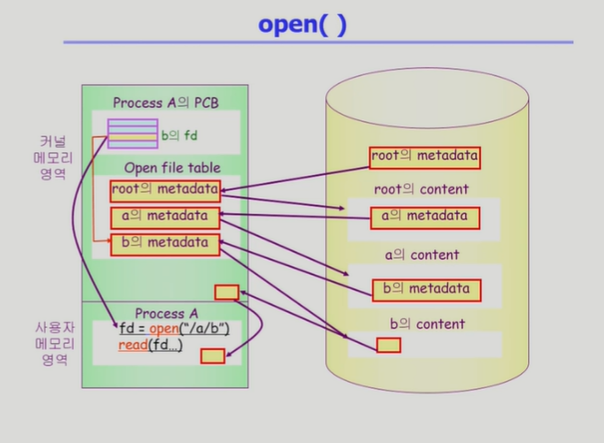 open( )
Process A의 PCB
b의 fd
커널
메모리
영역
Open file table
root의 metadata
a의 metadata
b의 metadata
Process A
fd = open("/a/b")
read(fd...)
사용자
메모리
영역
root의 metadata
root의 content
a의 metadata
a의 content
b의 metadata
b의 content